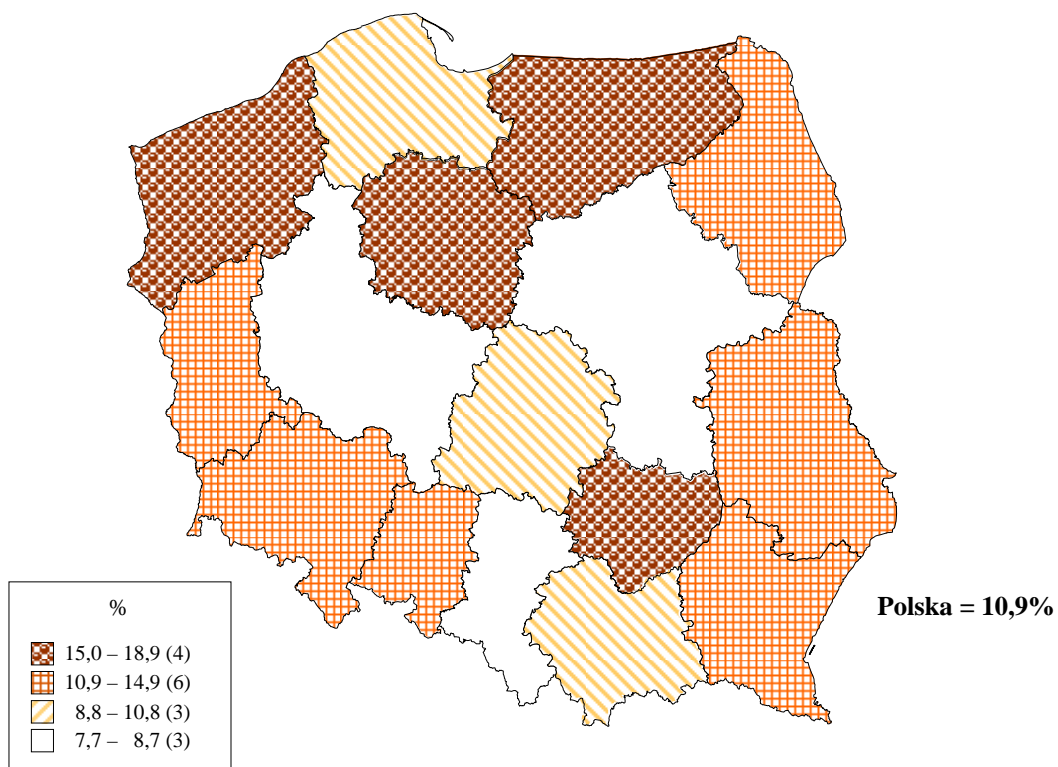 %
15,0 – 18,9 (4)
10,9 – 14,9 (6)
8,8 – 10,8 (3)
7,7 – 8,7 (3)
Polska = 10,9%